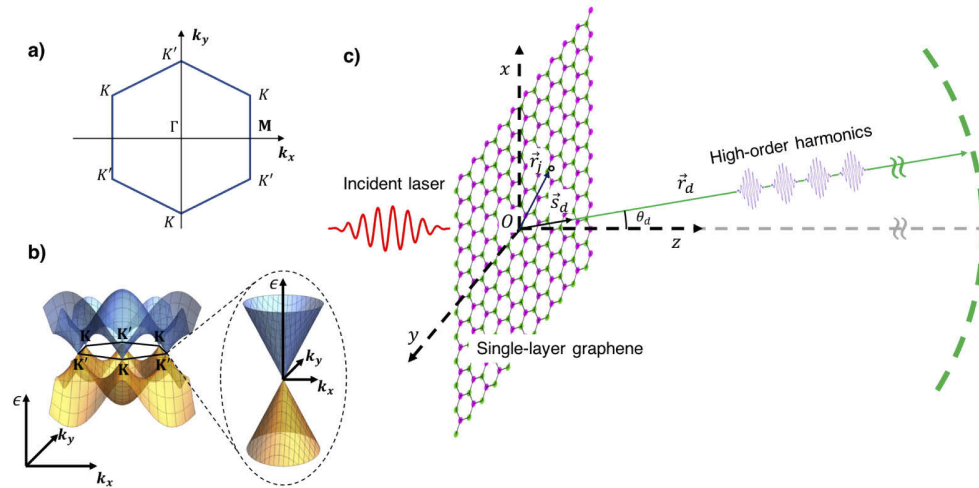 a)
k_y
K'
K
K
Γ
M
k_x
K'
K'
K
b)
ϵ
K
K'
K
K'
K
K'
k_y
k_x
ϵ
k_y
k_x
c)
x
Incident laser
r⃗_i
s⃗_d
O
θ_d
z
y
Single-layer graphene
High-order harmonics
r⃗_d